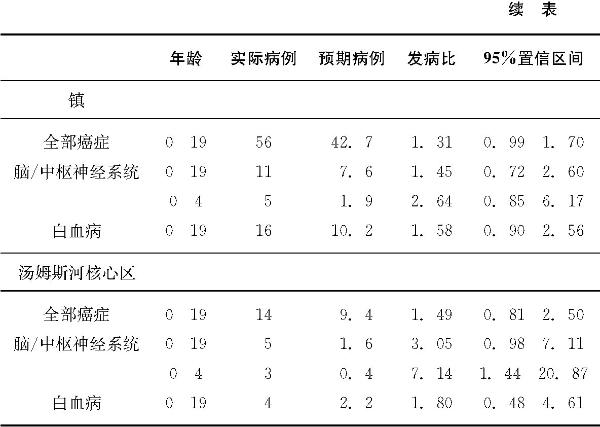 续 表
年龄 实际病例 预期病例 发病比 95%置信区间
镇
全部癌症 0 19 56 42. 7 1. 31 0. 99 1. 70
脑/中枢神经系统 0 19 11 7. 6 1. 45 0. 72 2. 60
0 4 5 1. 9 2. 64 0. 85 6. 17
白血病 0 19 16 10. 2 1. 58 0. 90 2. 56
汤姆斯河核心区
全部癌症 0 19 14 9. 4 1. 49 0. 81 2. 50
脑/中枢神经系统 0 19 5 1. 6 3. 05 0. 98 7. 11
0 4 3 0. 4 7. 14 1. 44 20. 87
白血病 0 19 4 2. 2 1. 80 0. 48 4. 61